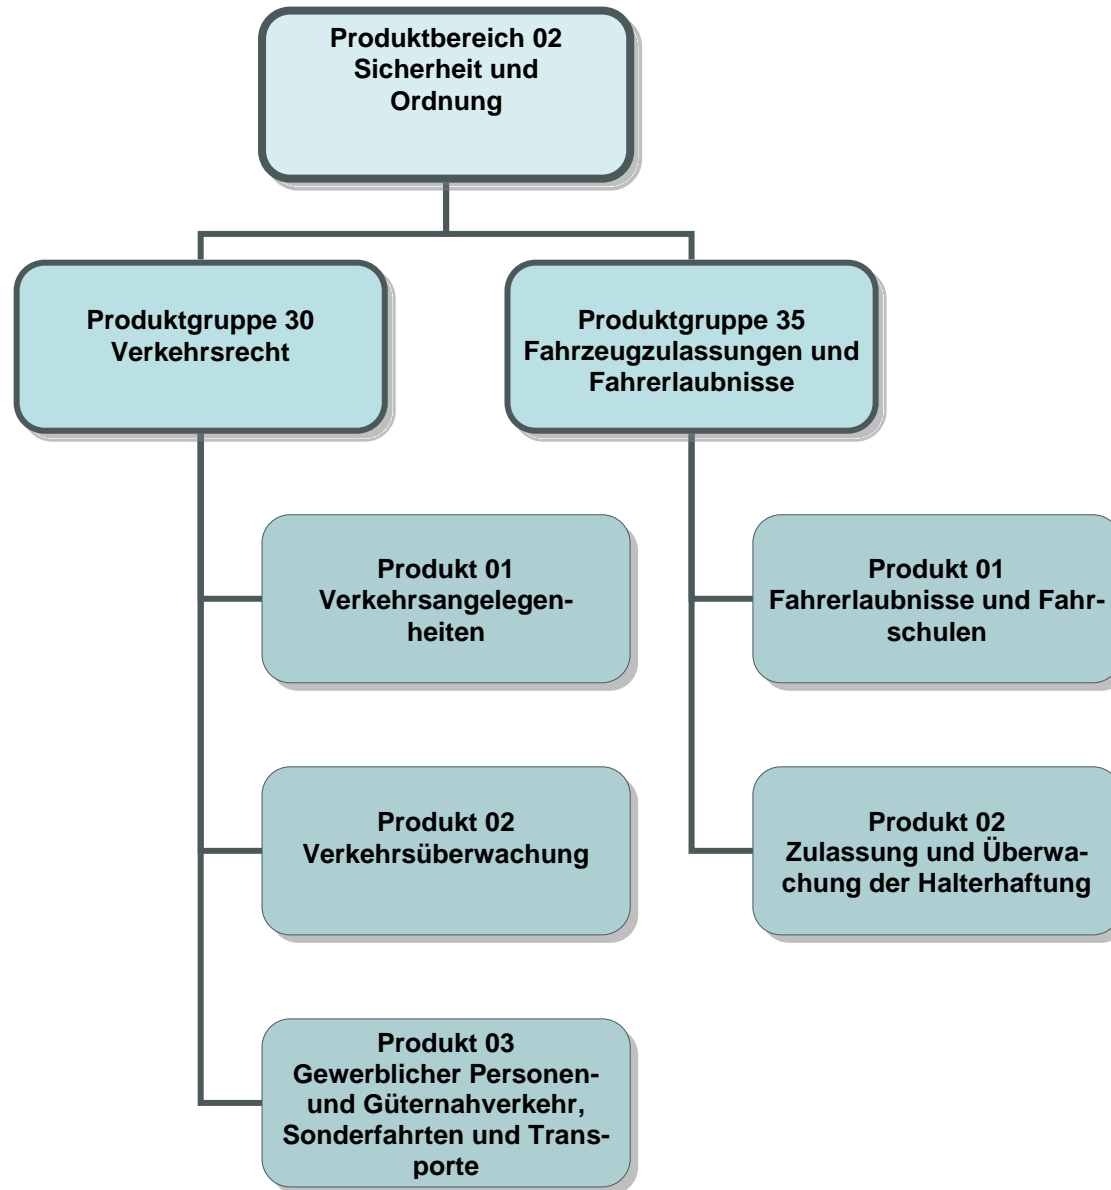 Produktbereich 02
Sicherheit und
Ordnung
Produktgruppe 30
Verkehrsrecht
Produktgruppe 35
Fahrzeugzulassungen und
Fahrerlaubnisse
Produkt 01
Verkehrsangelegen-
heiten
Produkt 01
Fahrerlaubnisse und Fahr-
schulen
Produkt 02
Verkehrsüberwachung
Produkt 02
Zulassung und Überwa-
chung der Halterhaftung
Produkt 03
Gewerblicher Personen-
und Güternahverkehr,
Sonderfahrten und Trans-
porte